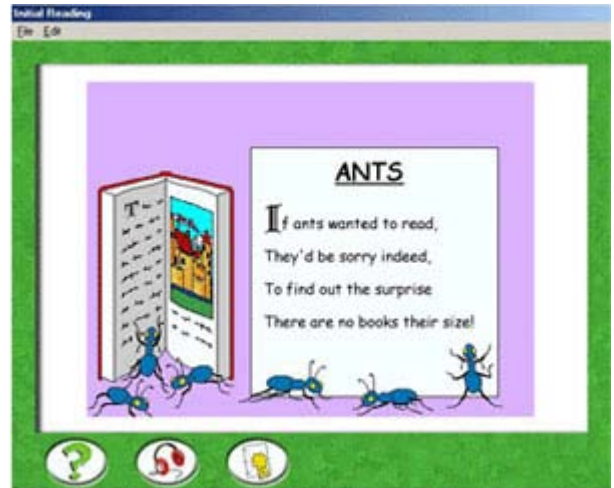 Initial Reading
File Edit
ANTS
If ants wanted to read,
They'd be sorry indeed,
To find out the surprise
There are no books their size!
T
?